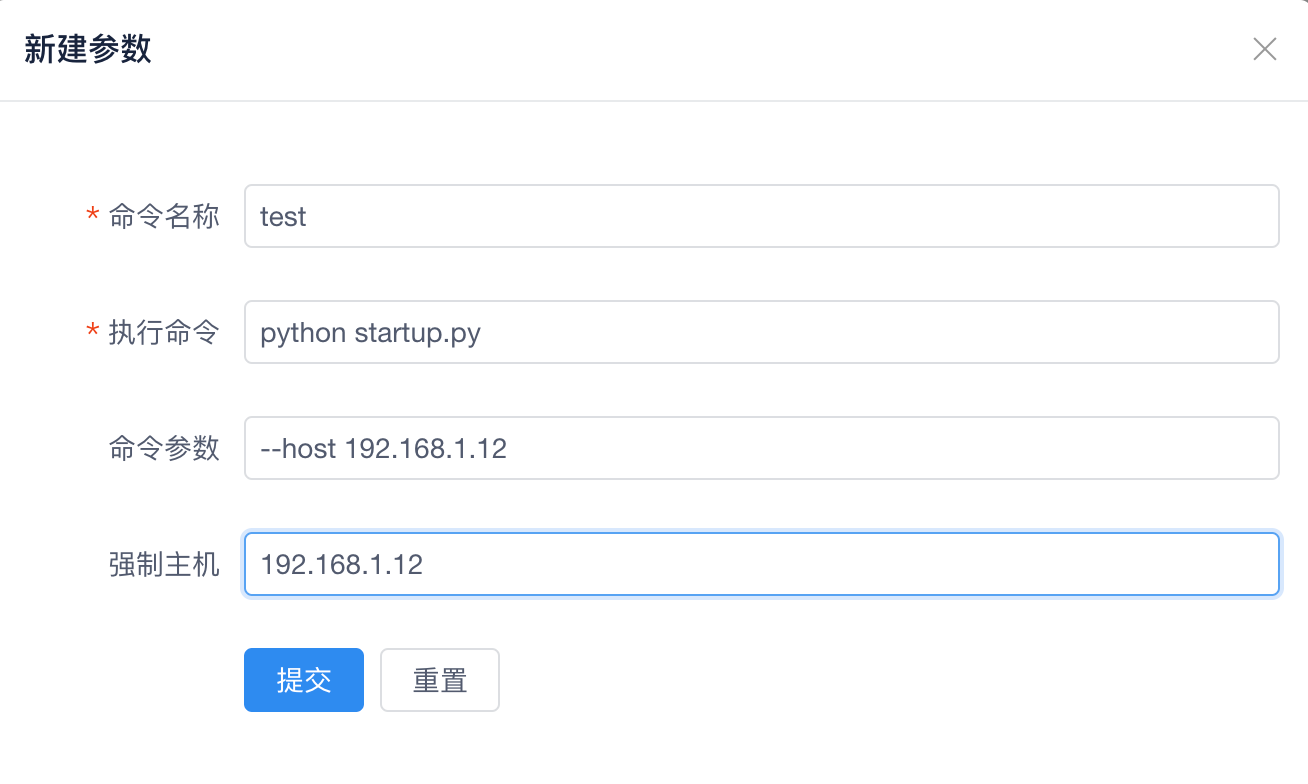 新建参数
* 命令名称 test
* 执行命令 python startup.py
命令参数 --host 192.168.1.12
强制主机 192.168.1.12
提交 重置